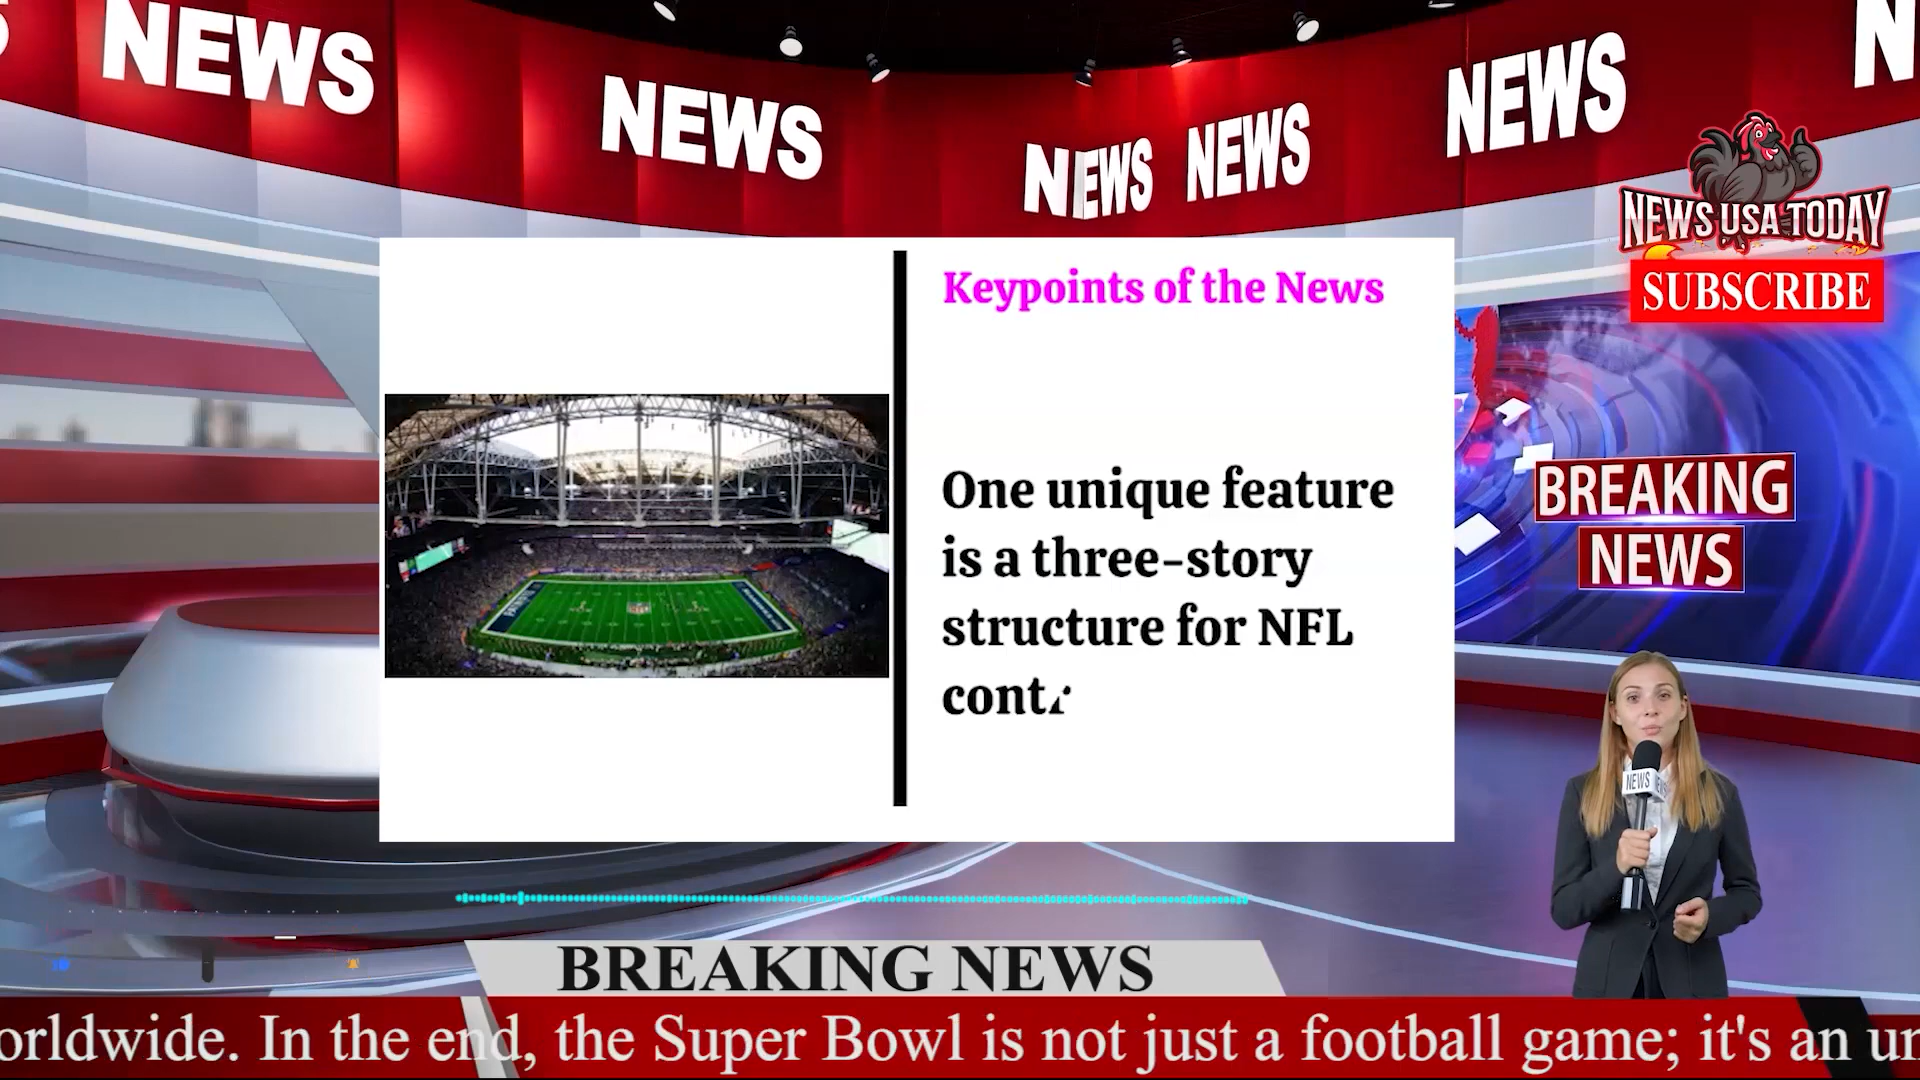 NEWS
NEWS
NEWS
NEWS
NEWS
NEWS USA TODAY
SUBSCRIBE
Keypoints of the News
One unique feature
is a three-story
structure for NFL
cont
BREAKING
NEWS
NEWS
BREAKING NEWS
orldwide. In the end, the Super Bowl is not just a football game; it's an un